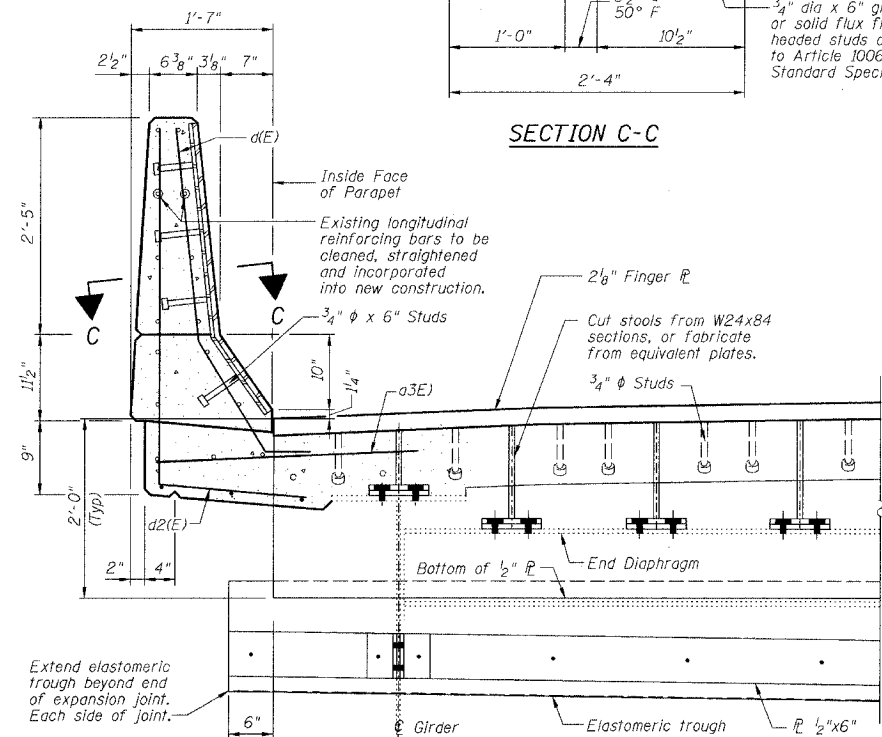 1'-7"
2½" 6⅜" 3⅛" 7"
50° F
1'-0" 10½"
2'-4"
¾" dia x 6" gr
or solid flux f
headed studs
to Article 1006
Standard Spec
SECTION C-C
d(E)
Inside Face
of Parapet
Existing longitudinal
reinforcing bars to be
cleaned, straightened
and incorporated
into new construction.
2'-5"
C C
¾" ϕ x 6" Studs
2⅛" Finger ℙ
Cut stools from W24x84
sections, or fabricate
from equivalent plates.
¾" ϕ Studs
11½"
10"
1¼"
a3E)
9"
2'-0"
(Typ)
d2(E)
2" 4"
End Diaphragm
Bottom of ½" ℙ
Extend elastomeric
trough beyond end
of expansion joint.
Each side of joint.
6"
℄ Girder
Elastomeric trough
ℙ ½"x6"